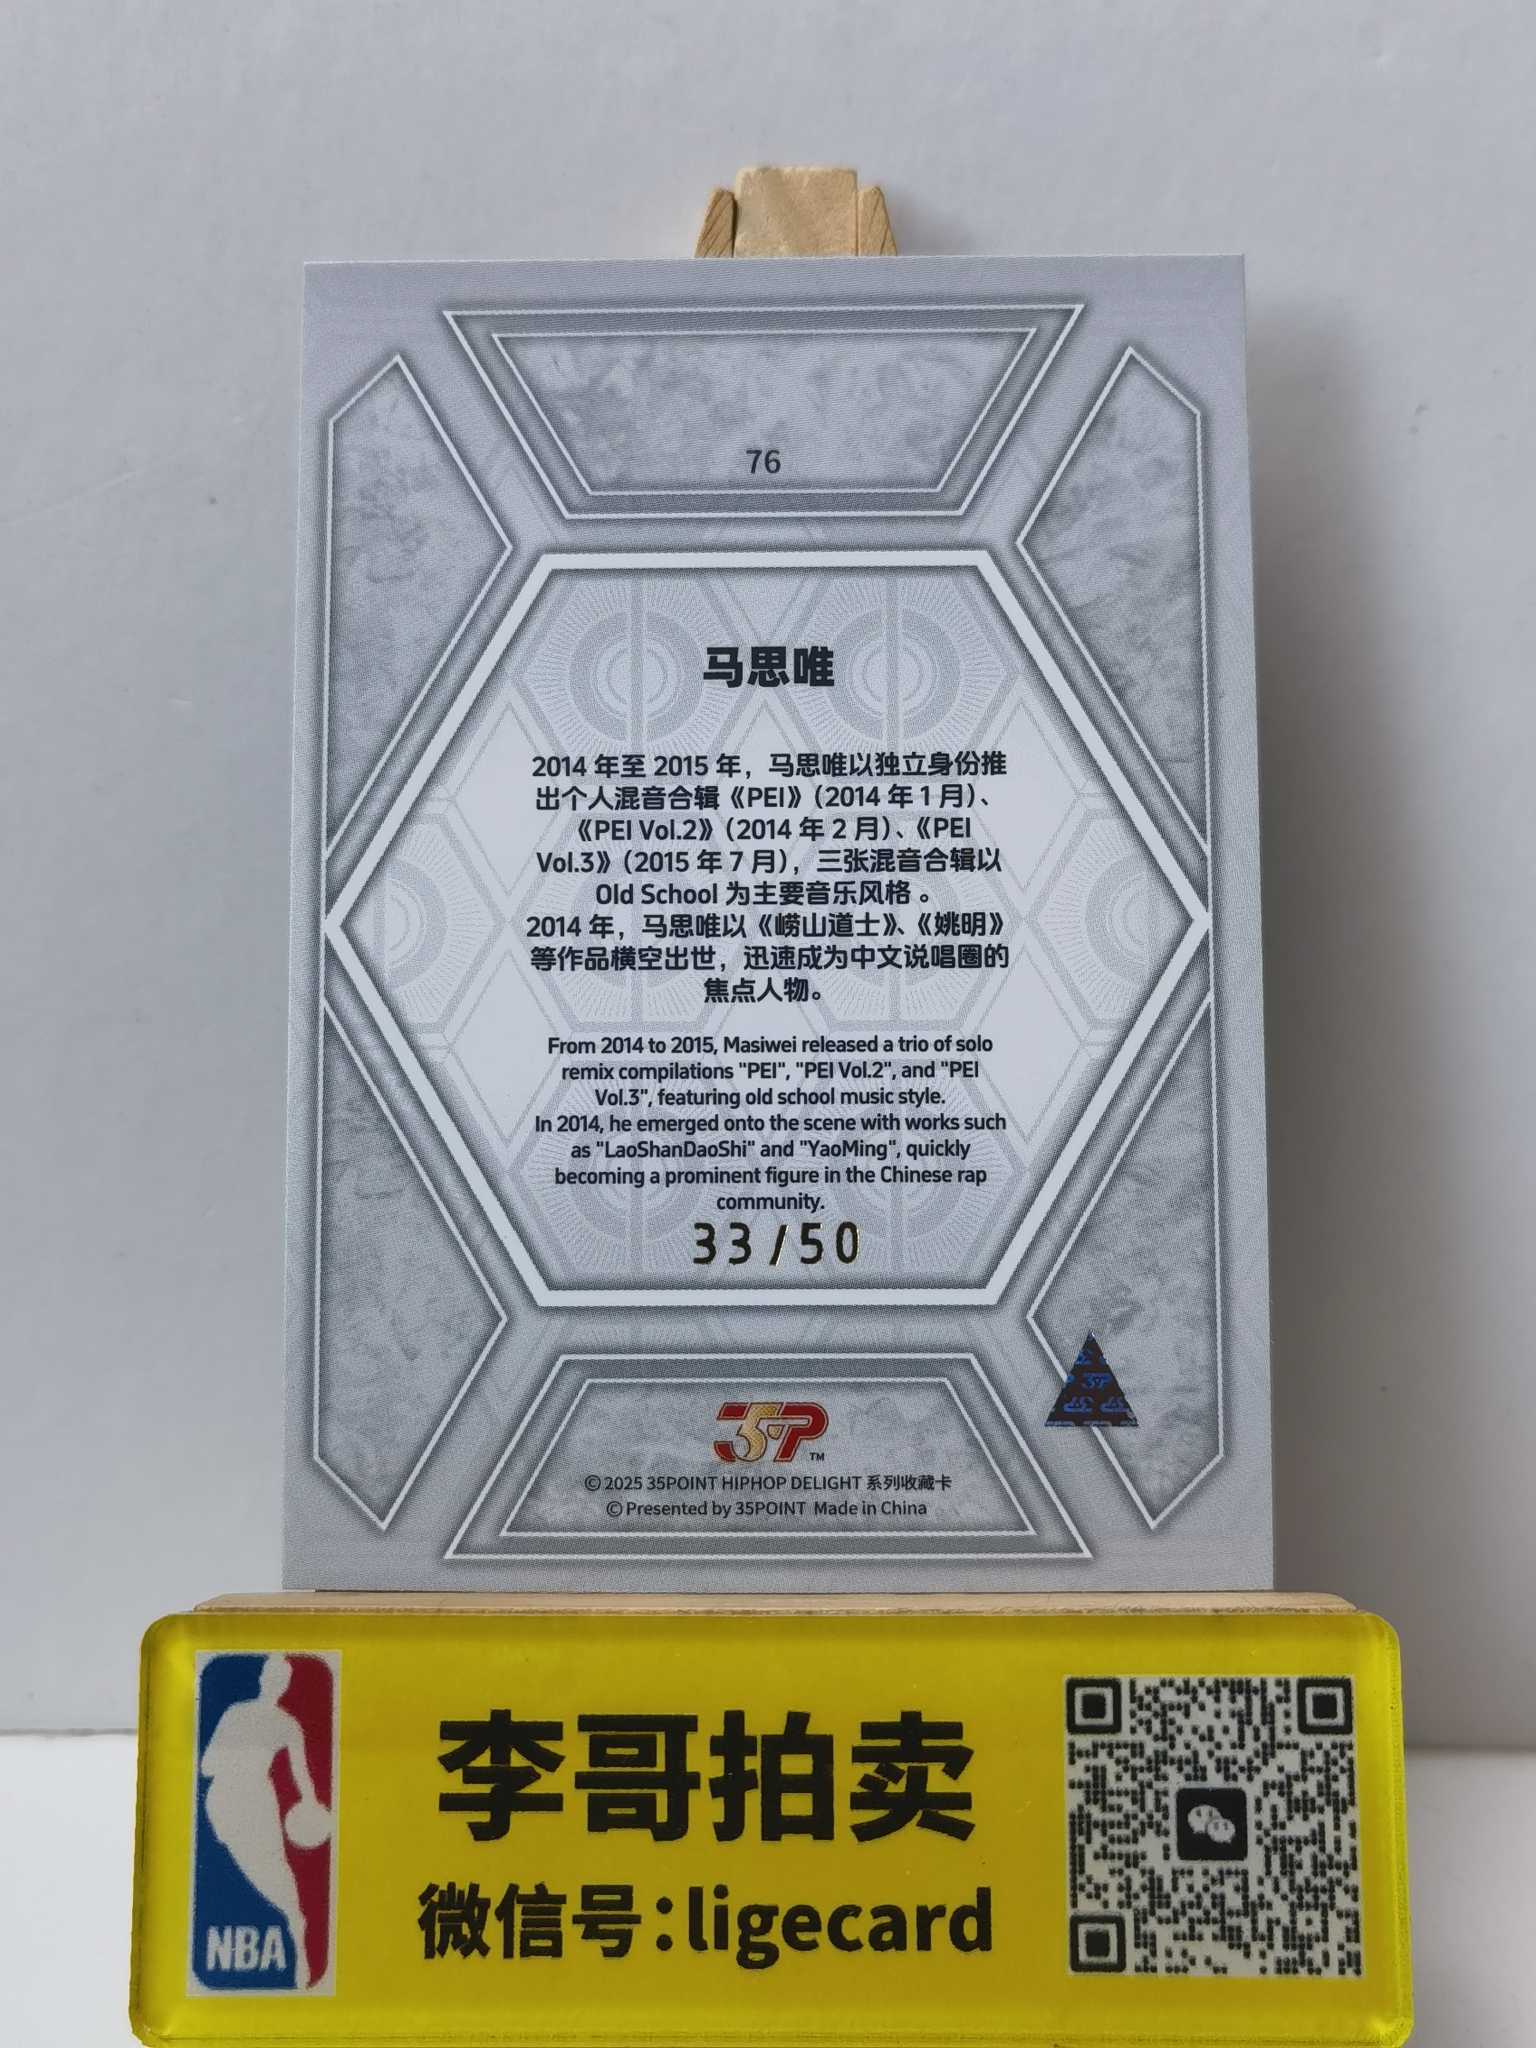 76
马思唯
2014 年至 2015 年，马思唯以独立身份推
出个人混音合辑《PEI》（2014 年 1 月）、
《PEI Vol.2》（2014 年 2 月）、《PEI
Vol.3》（2015 年 7 月），三张混音合辑以
Old School 为主要音乐风格 。
2014 年，马思唯以《崂山道士》、《姚明》
等作品横空出世，迅速成为中文说唱圈的
焦点人物。
From 2014 to 2015, Masiwei released a trio of solo
remix compilations "PEI", "PEI Vol.2", and "PEI
Vol.3", featuring old school music style.
In 2014, he emerged onto the scene with works such
as "LaoShanDaoShi" and "YaoMing", quickly
becoming a prominent figure in the Chinese rap
community.
33/50
35P
35P™
© 2025 35POINT HIPHOP DELIGHT 系列收藏卡
© Presented by 35POINT Made in China
李哥拍卖
微信号:ligecard
NBA